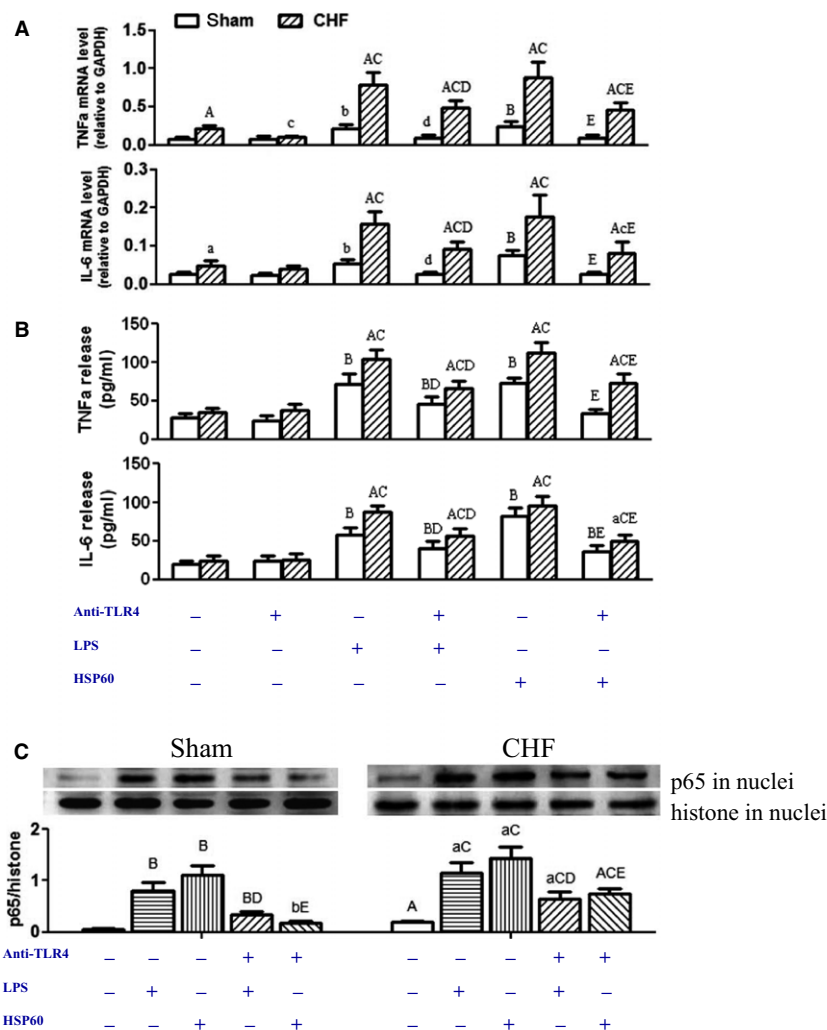 A
Sham CHF
TNFa mRNA level
(relative to GAPDH)
1.5
1.0
0.5
0.0
A c b AC d ACD B AC E ACE
IL-6 mRNA level
(relative to GAPDH)
0.3
0.2
0.1
0.0
a b AC d ACD B AC E AcE
B
TNFa release
(pg/ml)
150
100
50
0
B AC BD ACD B AC E ACE
IL-6 release
(pg/ml)
150
100
50
0
B AC BD ACD B AC BE aCE
Anti-TLR4 – + – + – +
LPS – – + + – –
HSP60 – – – – + +
C
Sham CHF
p65 in nuclei
histone in nuclei
p65/histone
2
1
0
B B BD bE A aC aC aCD ACE
Anti-TLR4 – – – + + – – – + +
LPS – + – + – – + – + –
HSP60 – – + – + – – + – +